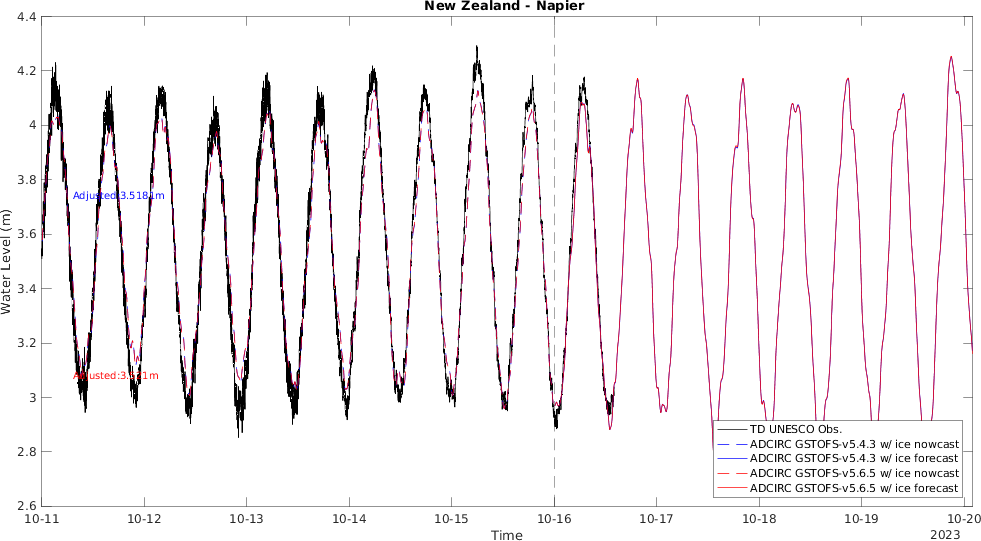 New Zealand - Napier
4.4
4.2
4
3.8
3.6
3.4
3.2
3
2.8
2.6
Water Level (m)
Adjusted:3.5181m
TD UNESCO Obs.
ADCIRC GSTOFS-v5.4.3 w/ ice nowcast
ADCIRC GSTOFS-v5.4.3 w/ ice forecast
ADCIRC GSTOFS-v5.6.5 w/ ice nowcast
ADCIRC GSTOFS-v5.6.5 w/ ice forecast
10-11 10-12 10-13 10-14 10-15 10-16 10-17 10-18 10-19 10-20
Time
2023